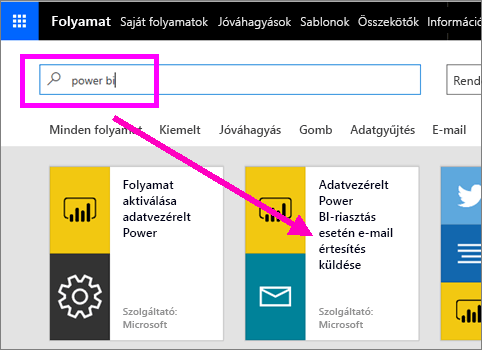 Folyamat Saját folyamatok Jóváhagyások Sablonok Összekötők Információ
power bi
Rend
Minden folyamat Kiemelt Jóváhagyás Gomb Adatgyűjtés E-mail
Folyamat
aktiválása
adatvezérelt
Power
Szolgáltató:
Microsoft
Adatvezérelt
Power
BI-riasztás
esetén e-mail
értesítés
küldése
Szolgáltató:
Microsoft